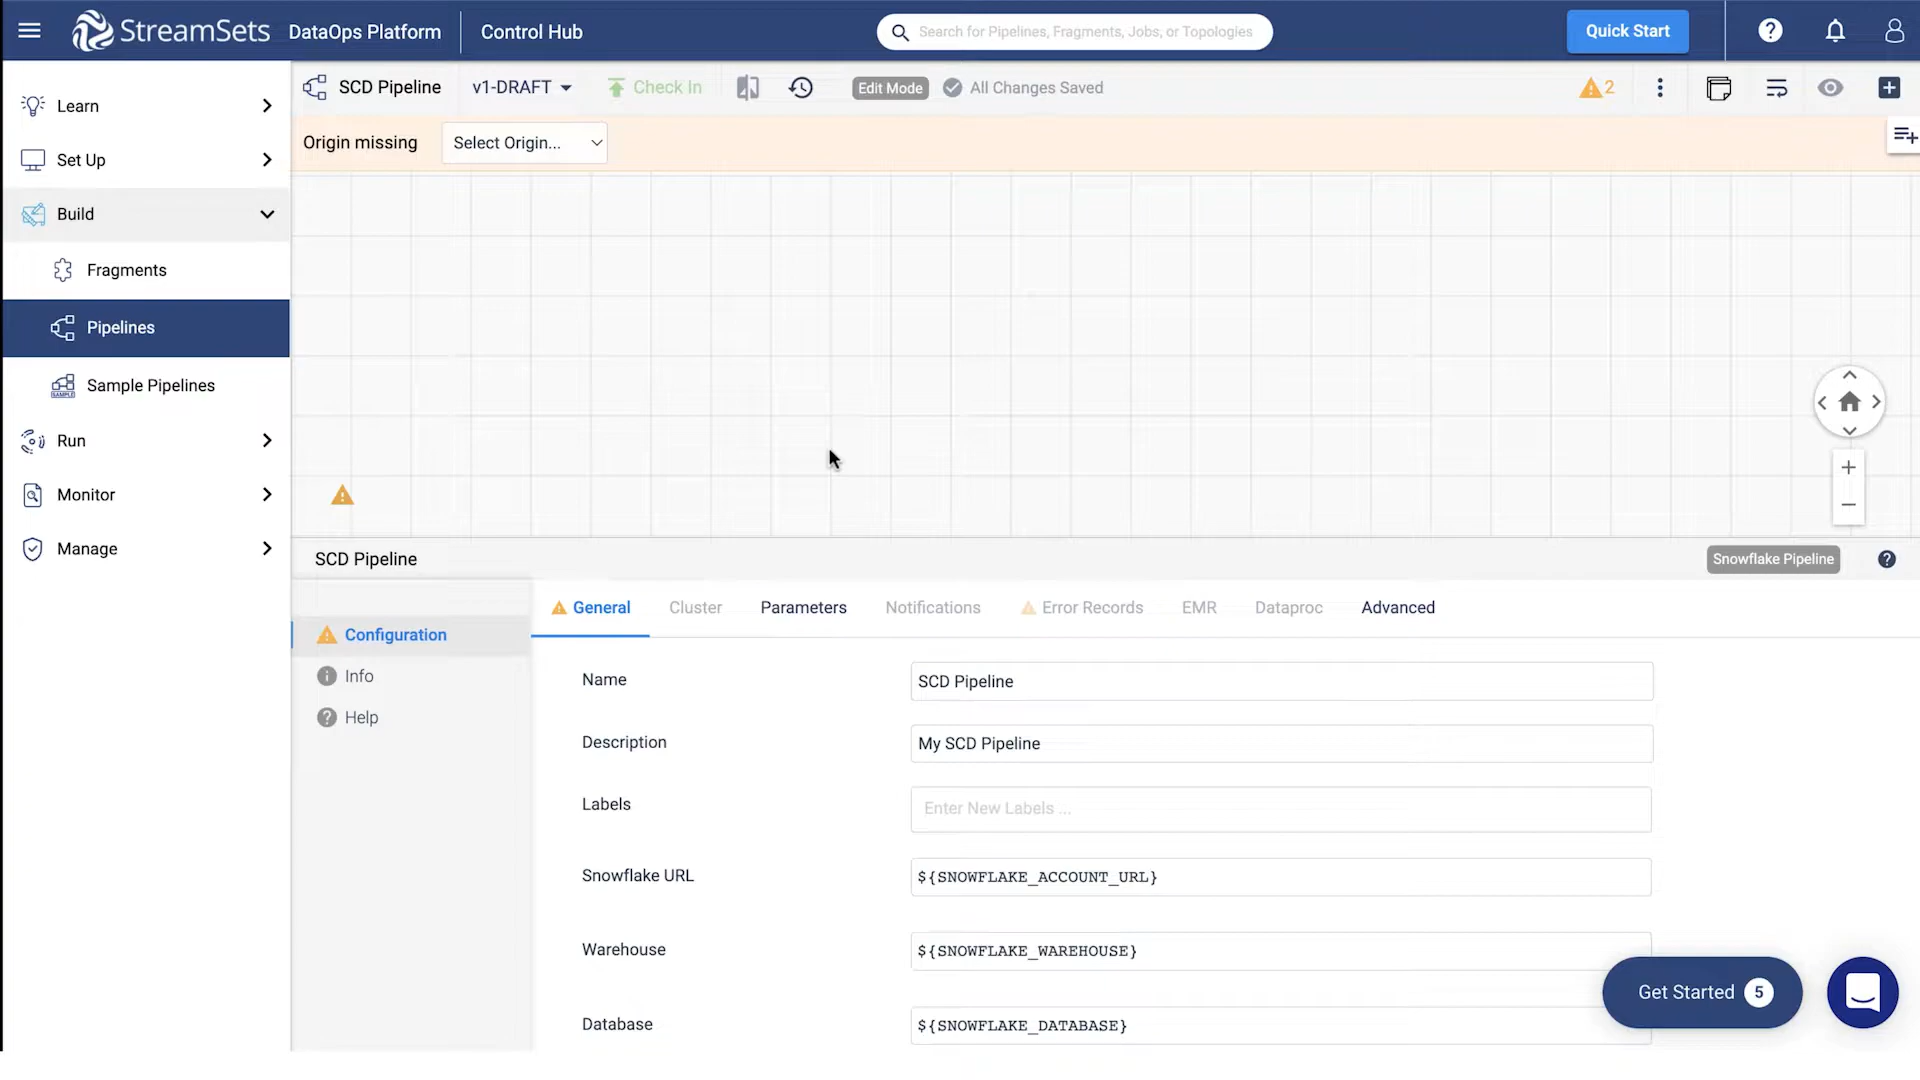 StreamSets DataOps Platform Control Hub Search for Pipelines, Fragments, Jobs, or Topologies Quick Start
Learn
Set Up
Build
Fragments
Pipelines
Sample Pipelines
SAMPLE
Run
Monitor
Manage
SCD Pipeline v1-DRAFT Check In Edit Mode All Changes Saved 2
Origin missing Select Origin...
SCD Pipeline Snowflake Pipeline
Configuration
Info
Help
General Cluster Parameters Notifications Error Records EMR Dataproc Advanced
Name SCD Pipeline
Description My SCD Pipeline
Labels Enter New Labels ...
Snowflake URL ${SNOWFLAKE_ACCOUNT_URL}
Warehouse ${SNOWFLAKE_WAREHOUSE}
Database ${SNOWFLAKE_DATABASE}
Get Started 5